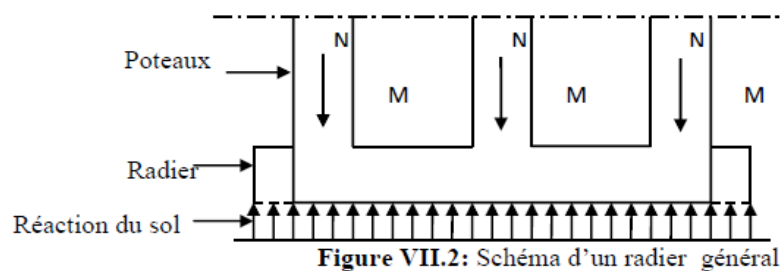 N N N
Poteaux
M M M
Radier
Réaction du sol
Figure VII.2: Schéma d'un radier général